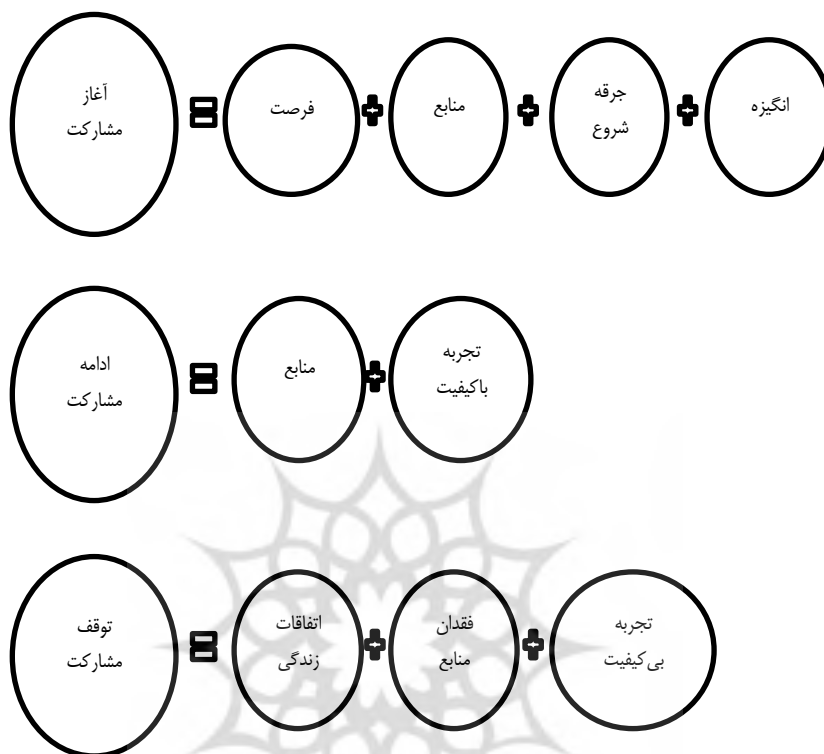 انگیزه + جرقه شروع + منابع + فرصت = آغاز مشارکت
تجربه باکیفیت + منابع = ادامه مشارکت
تجربه بی‌کیفیت + فقدان منابع + اتفاقات زندگی = توقف مشارکت